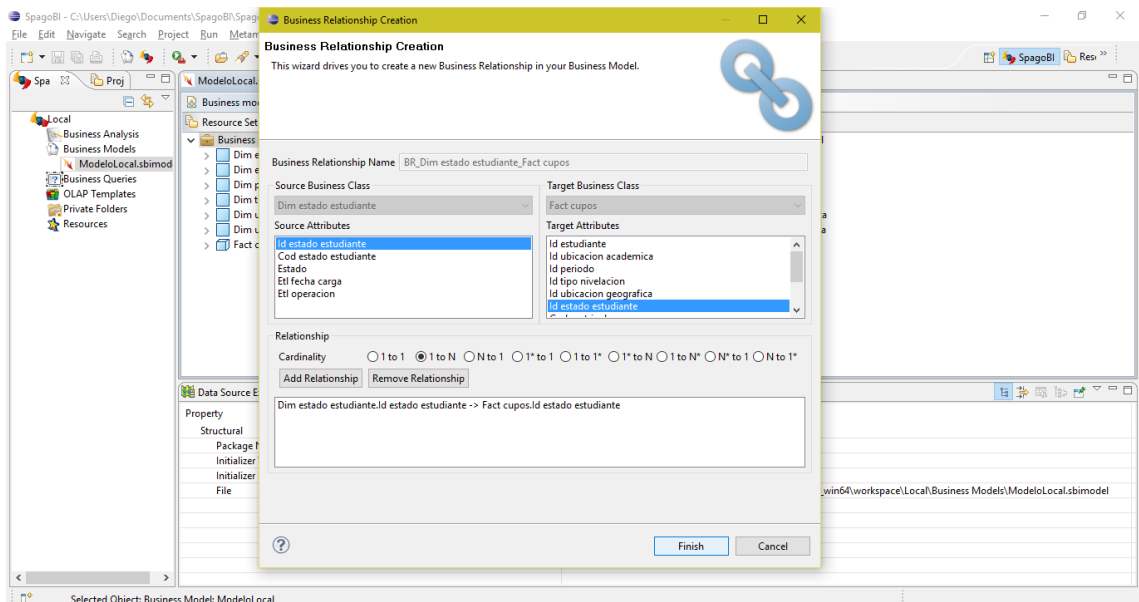 SpagoBI - C:\Users\Diego\Documents\SpagoBI\Spag
File Edit Navigate Search Project Run Metam
SpagoBI
Spa Proj
Local
Business Analysis
Business Models
ModeloLocal.sbimod
Business Queries
OLAP Templates
Private Folders
Resources
ModeloLocal.
Business mo
Resource Set
Business
Dim e
Dim e
Dim p
Dim t
Dim u
Dim u
Fact c
Business Relationship Creation
Business Relationship Creation
This wizard drives you to create a new Business Relationship in your Business Model.
Business Relationship Name BR_Dim estado estudiante_Fact cupos
Source Business Class
Dim estado estudiante
Source Attributes
Id estado estudiante
Cod estado estudiante
Estado
Etl fecha carga
Etl operacion
Target Business Class
Fact cupos
Target Attributes
Id estudiante
Id ubicacion academica
Id periodo
Id tipo nivelacion
Id ubicacion geografica
Id estado estudiante
Relationship
Cardinality 1 to 1 1 to N N to 1 1* to 1 1 to 1* 1* to N 1 to N* N* to 1 N to 1*
Add Relationship Remove Relationship
Dim estado estudiante.Id estado estudiante -> Fact cupos.Id estado estudiante
Finish Cancel
Data Source E
Property
Structural
Package N
Initializer
Initializer
File
_win64\workspace\Local\Business Models\ModeloLocal.sbimodel
Selected Object: Business Model: ModeloLocal